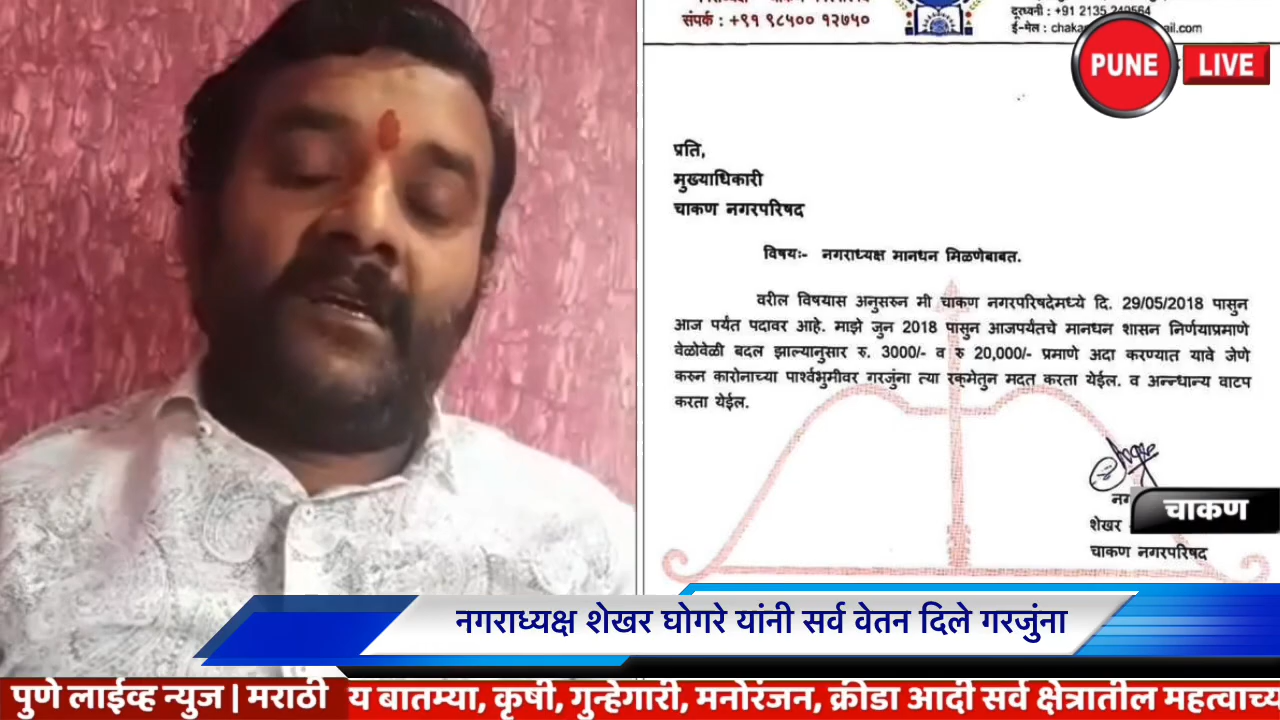 संपर्क : +९१ ९८५०० १२७५०
दूरध्वनी : +91 2135 249564
ई-मेल :
PUNE LIVE
प्रति,
मुख्याधिकारी
चाकण नगरपरिषद
विषयः- नगराध्यक्ष मानधन मिळणेबाबत.
वरील विषयास अनुसरुन मी चाकण नगरपरिषदेमध्ये दि. 29/05/2018 पासुन
आज पर्यंत पदावर आहे. माझे जुन 2018 पासुन आजपर्यंतचे मानधन शासन निर्णयाप्रमाणे
वेळोवेळी बदल झाल्यानुसार रु. 3000/- व रु 20,000/- प्रमाणे अदा करण्यात यावे जेणे
करुन कारोनाच्या पार्श्वभुमीवर गरजुंना त्या रकमेतुन मदत करता येईल. व अन्न्धान्य वाटप
करता येईल.
चाकण
शेखर
चाकण नगरपरिषद
नगराध्यक्ष शेखर घोगरे यांनी सर्व वेतन दिले गरजुंना
पुणे लाईव्ह न्युज | मराठी
य बातम्या, कृषी, गुन्हेगारी, मनोरंजन, क्रीडा आदी सर्व क्षेत्रातील महत्वाच्य